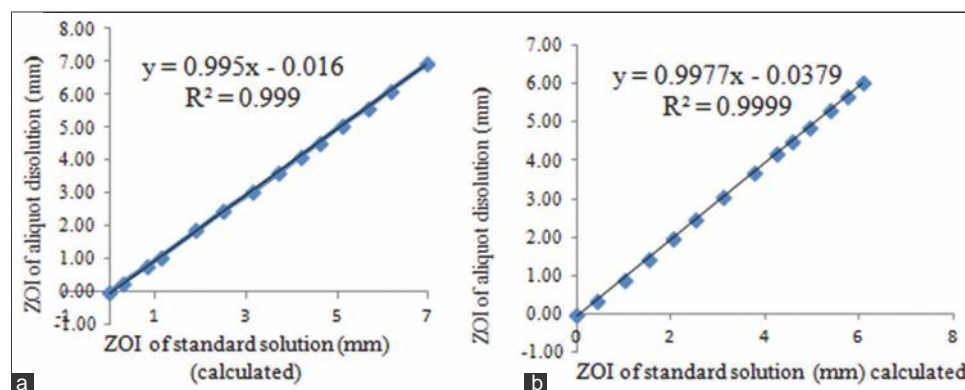 8.00
7.00
6.00
5.00
4.00
3.00
2.00
1.00
0.00
-1.00
ZOI of aliquot disolution (mm)
y = 0.995x - 0.016
R² = 0.999
-1 1 3 5 7
ZOI of standard solution (mm)
(calculated)
a
7.00
6.00
5.00
4.00
3.00
2.00
1.00
0.00
-1.00
ZOI of aliquot disolution (mm)
y = 0.9977x - 0.0379
R² = 0.9999
0 2 4 6 8
ZOI of standard solution (mm) calculated
b